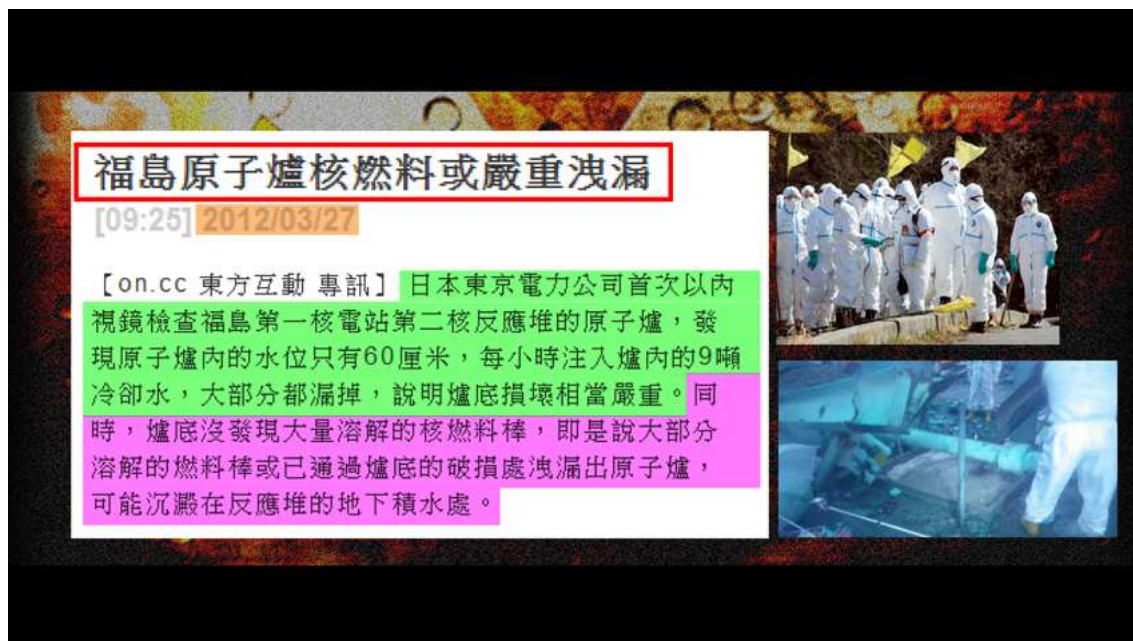 福島原子爐核燃料或嚴重洩漏
[09:25] 2012/03/27
【on.cc 東方互動 專訊】 日本東京電力公司首次以內
視鏡檢查福島第一核電站第二核反應堆的原子爐，發
現原子爐內的水位只有60厘米，每小時注入爐內的9噸
冷卻水，大部分都漏掉，說明爐底損壞相當嚴重。同
時，爐底沒發現大量溶解的核燃料棒，即是說大部分
溶解的燃料棒或已通過爐底的破損處洩漏出原子爐，
可能沉澱在反應堆的地下積水處。